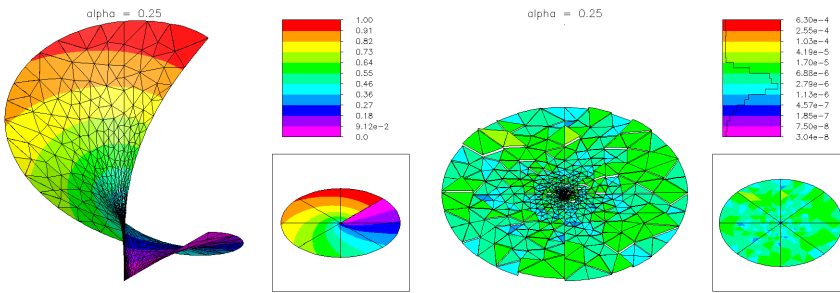 alpha = 0.25
1.00
0.91
0.82
0.73
0.64
0.55
0.46
0.36
0.27
0.18
9.12e-2
0.0
alpha = 0.25
6.30e-4
2.55e-4
1.03e-4
4.19e-5
1.70e-5
6.88e-6
2.79e-6
1.13e-6
4.57e-7
1.85e-7
7.50e-8
3.04e-8